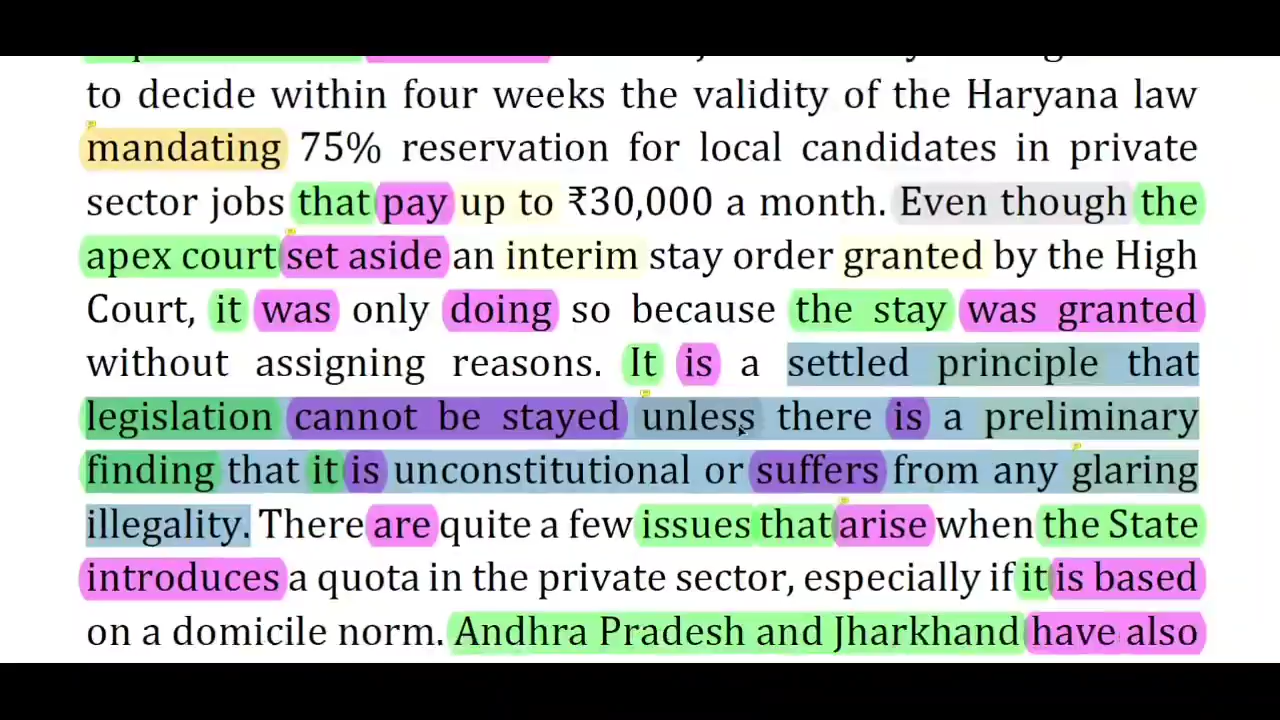 to decide within four weeks the validity of the Haryana law
mandating 75% reservation for local candidates in private
sector jobs that pay up to ₹30,000 a month. Even though the
apex court set aside an interim stay order granted by the High
Court, it was only doing so because the stay was granted
without assigning reasons. It is a settled principle that
legislation cannot be stayed unless there is a preliminary
finding that it is unconstitutional or suffers from any glaring
illegality. There are quite a few issues that arise when the State
introduces a quota in the private sector, especially if it is based
on a domicile norm. Andhra Pradesh and Jharkhand have also